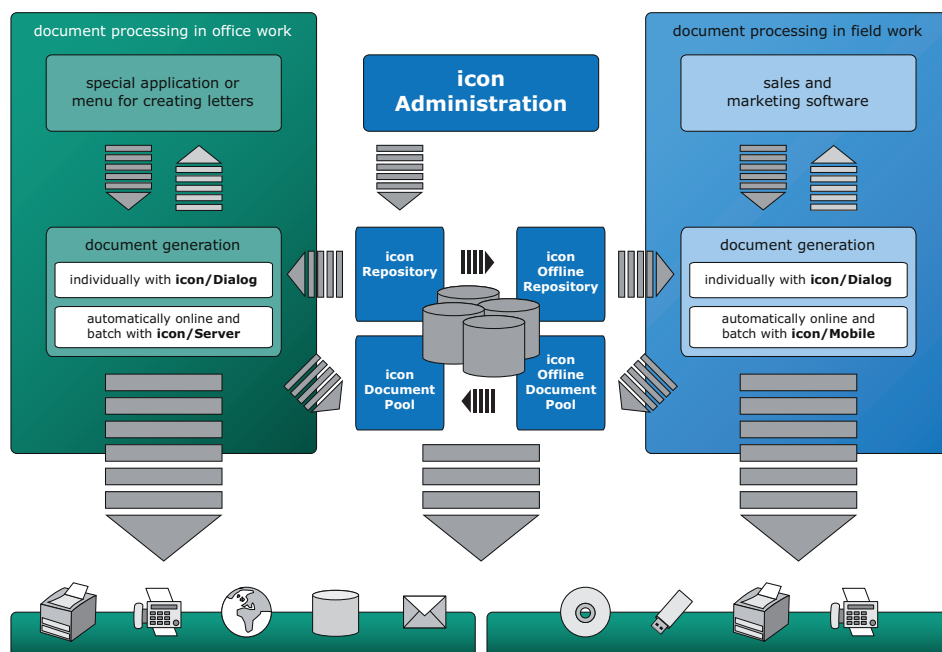 document processing in office work
special application or
menu for creating letters
document generation
individually with icon/Dialog
automatically online and
batch with icon/Server
icon
Administration
icon
Repository
icon
Offline
Repository
icon
Document
Pool
icon
Offline
Document
Pool
document processing in field work
sales and
marketing software
document generation
individually with icon/Dialog
automatically online and
batch with icon/Mobile